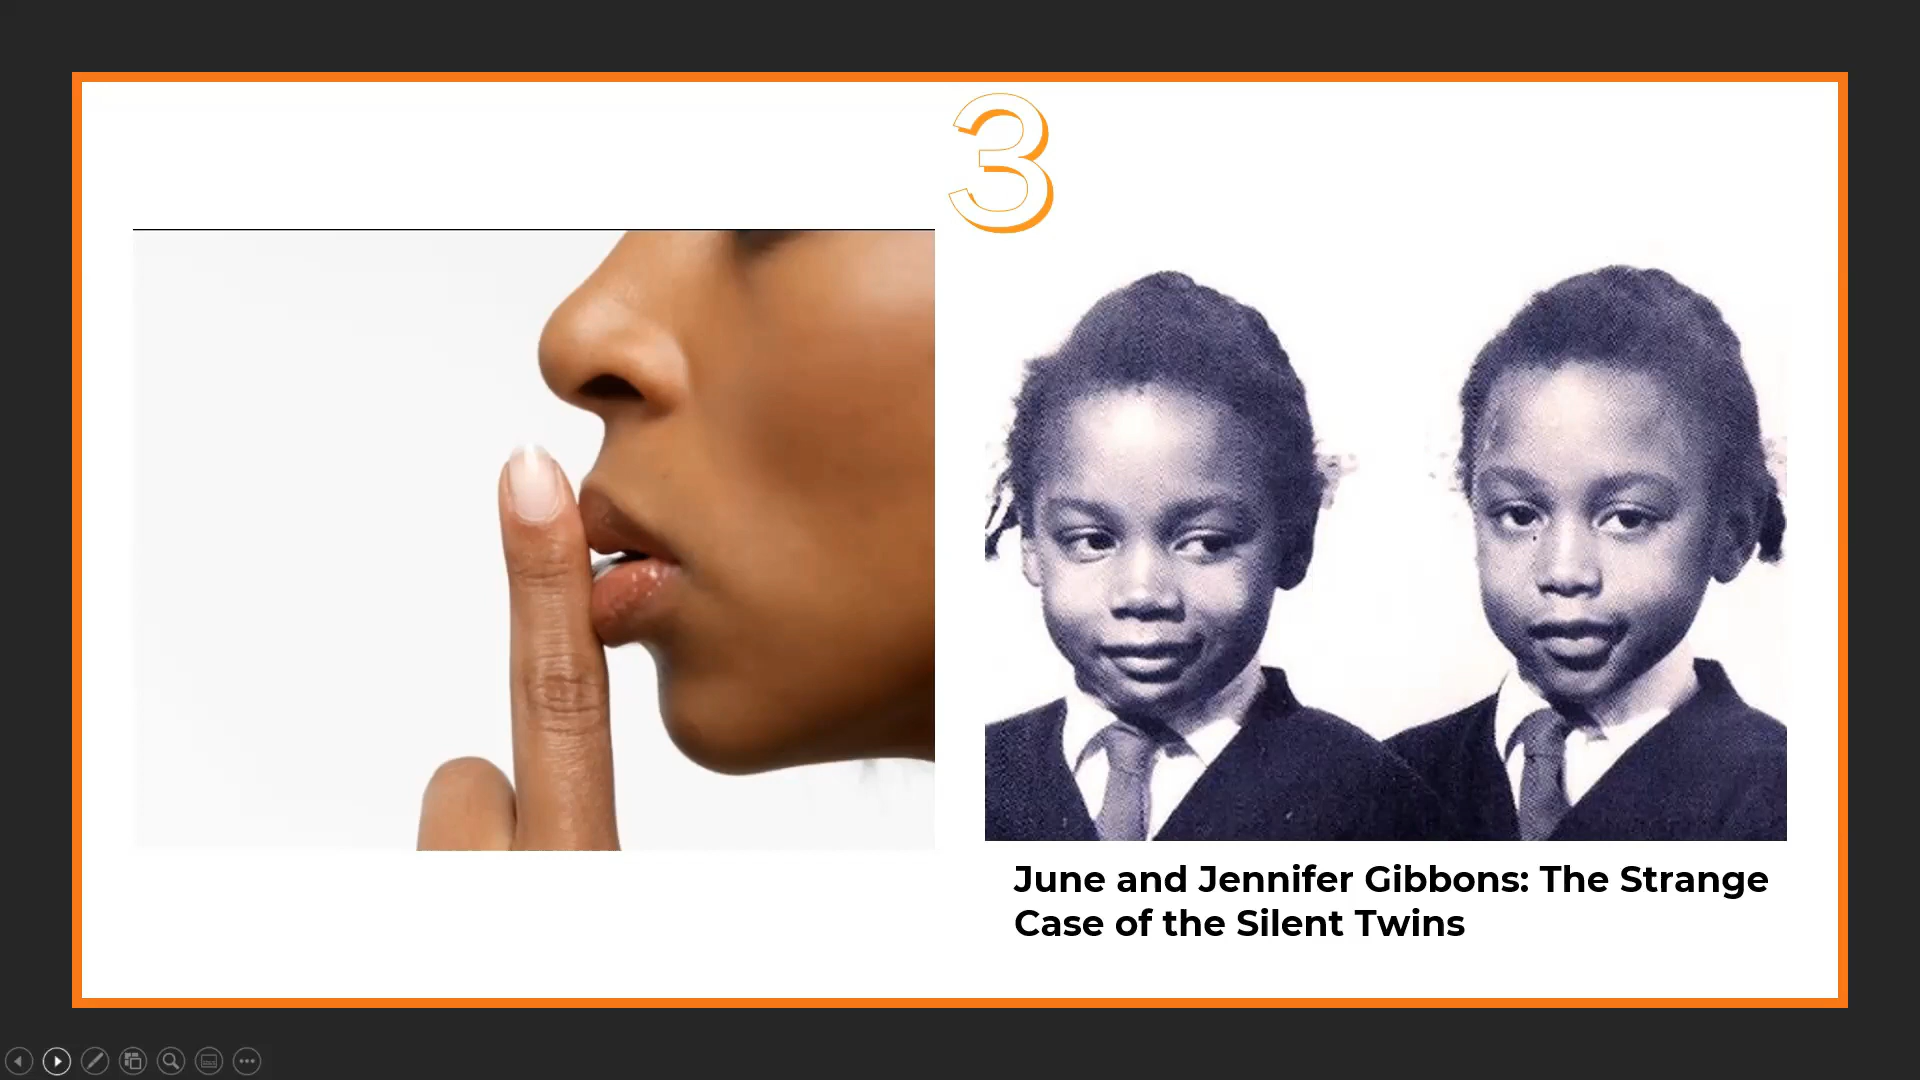 3
June and Jennifer Gibbons: The Strange
Case of the Silent Twins